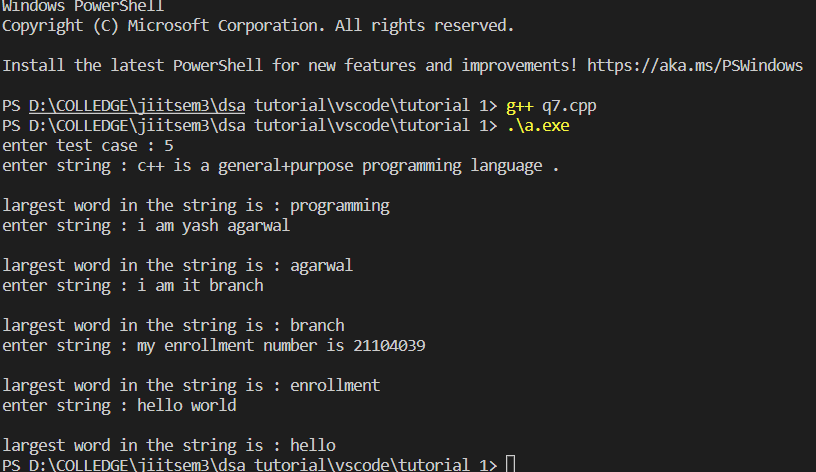 Windows PowerShell
Copyright (C) Microsoft Corporation. All rights reserved.
Install the latest PowerShell for new features and improvements! https://aka.ms/PSWindows
PS D:\COLLEDGE\jiitsem3\dsa tutorial\vscode\tutorial 1> g++ q7.cpp
PS D:\COLLEDGE\jiitsem3\dsa tutorial\vscode\tutorial 1> .\a.exe
enter test case : 5
enter string : c++ is a general+purpose programming language .
largest word in the string is : programming
enter string : i am yash agarwal
largest word in the string is : agarwal
enter string : i am it branch
largest word in the string is : branch
enter string : my enrollment number is 21104039
largest word in the string is : enrollment
enter string : hello world
largest word in the string is : hello
PS D:\COLLEDGE\jiitsem3\dsa tutorial\vscode\tutorial 1>